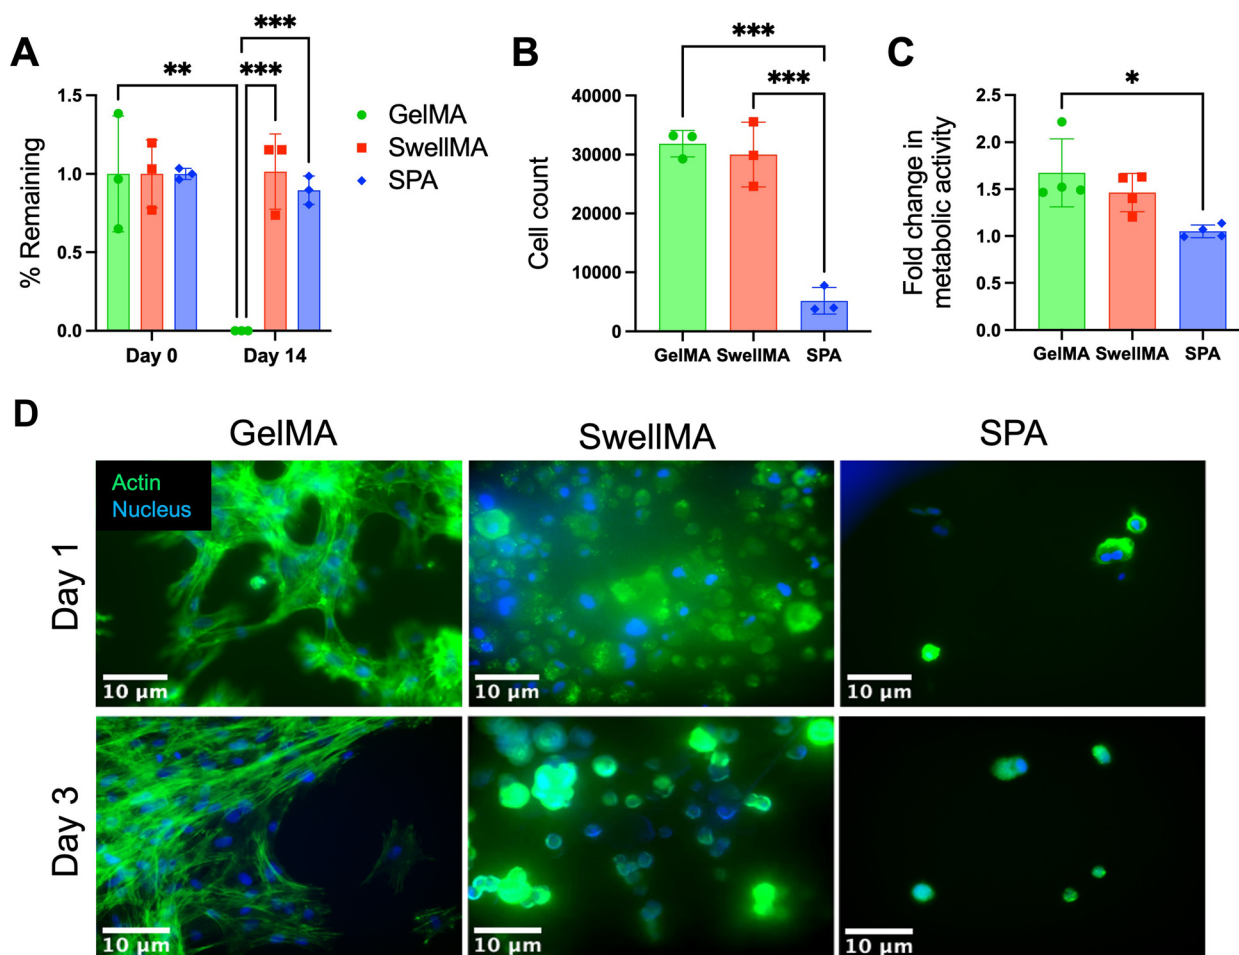 A
***
**
***
% Remaining
1.5
1.0
0.5
0.0
Day 0
Day 14
GelMA
SwellMA
SPA
B
***
***
Cell count
40000
30000
20000
10000
0
GelMA
SwellMA
SPA
C
*
Fold change in
metabolic activity
2.5
2.0
1.5
1.0
0.5
0.0
GelMA
SwellMA
SPA
D
GelMA
SwellMA
SPA
Day 1
Actin
Nucleus
10 μm
10 μm
10 μm
Day 3
10 μm
10 μm
10 μm